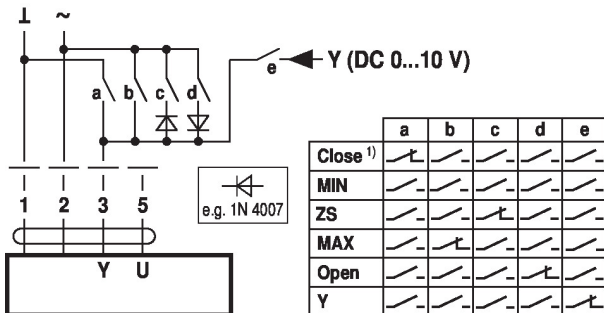 ⊥ ~
a b c d e Y (DC 0...10 V)
e.g. 1N 4007
1 2 3 5
Y U
a b c d e
Close 1)
MIN
ZS
MAX
Open
Y